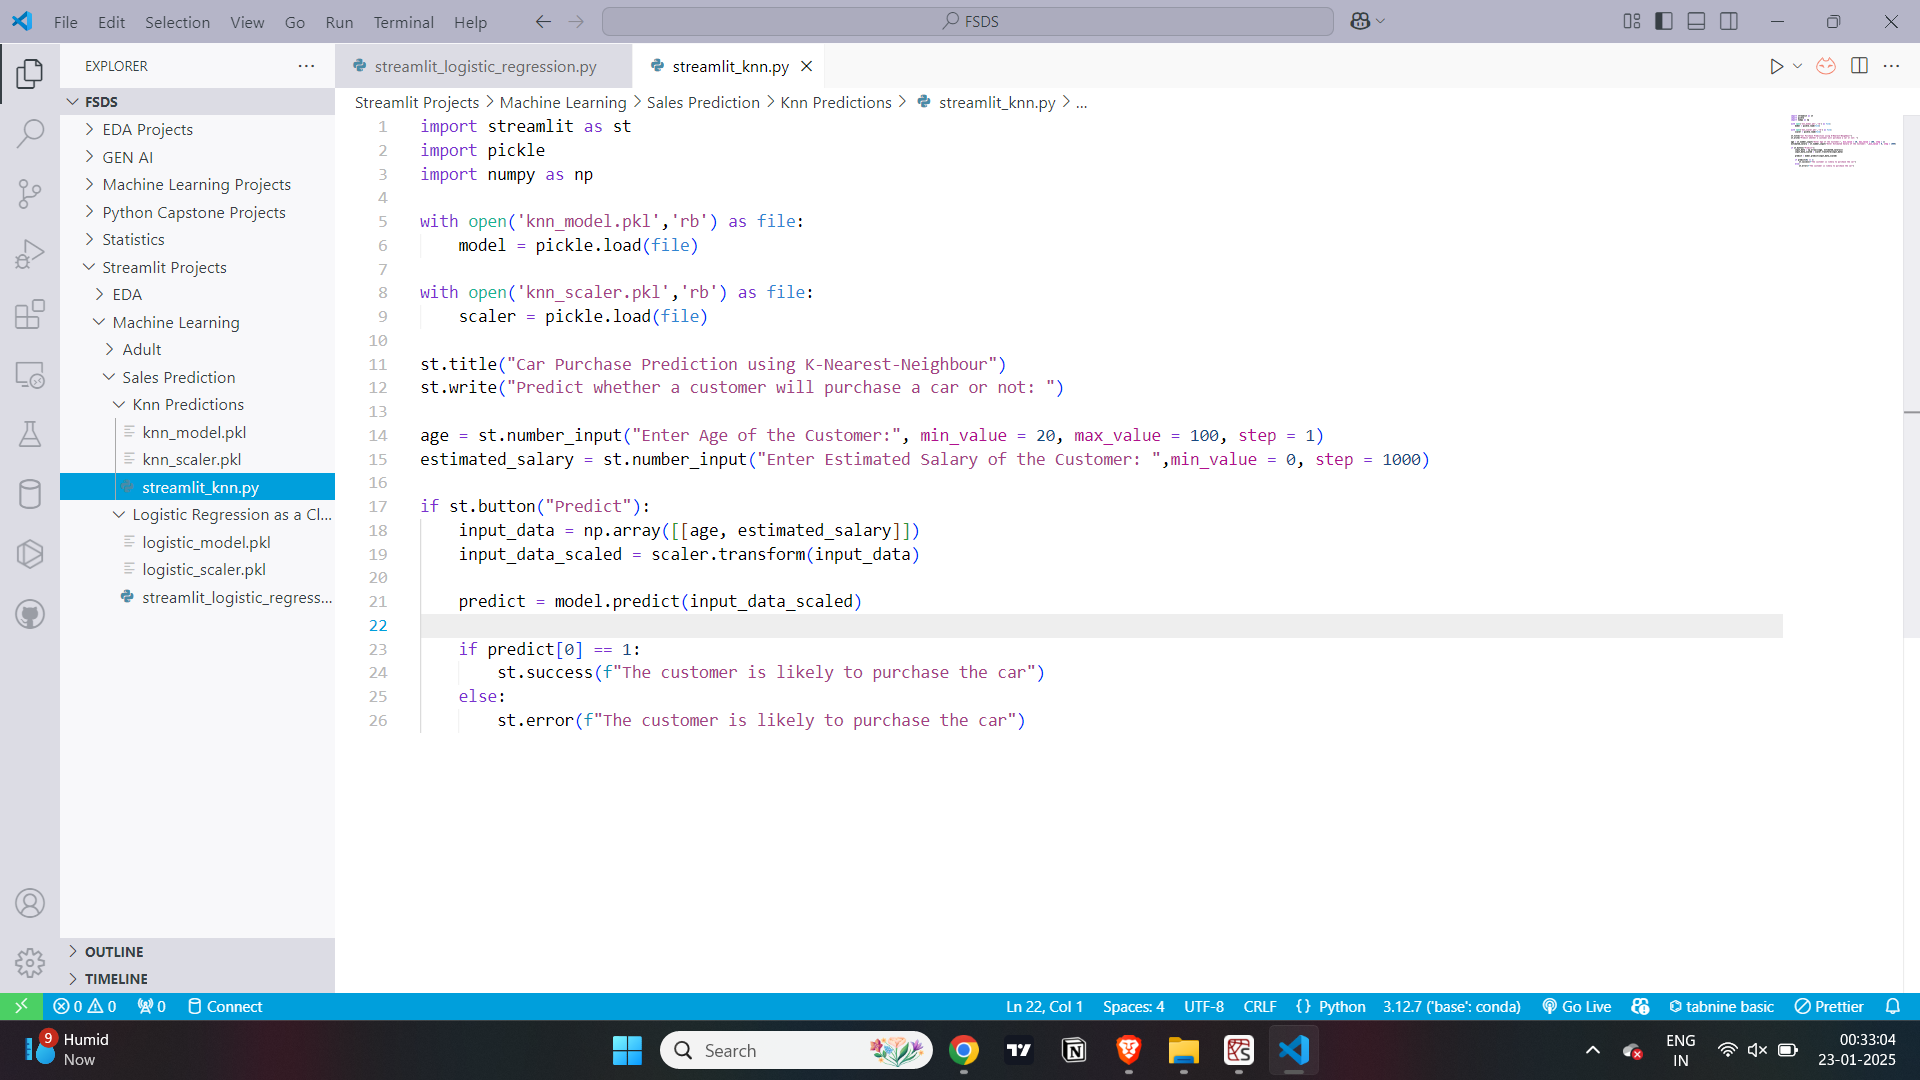 File Edit Selection View Go Run Terminal Help
FSDS
EXPLORER
streamlit_logistic_regression.py
streamlit_knn.py
FSDS
EDA Projects
GEN AI
Machine Learning Projects
Python Capstone Projects
Statistics
Streamlit Projects
EDA
Machine Learning
Adult
Sales Prediction
Knn Predictions
knn_model.pkl
knn_scaler.pkl
streamlit_knn.py
Logistic Regression as a Cl...
logistic_model.pkl
logistic_scaler.pkl
streamlit_logistic_regress...
OUTLINE
TIMELINE
Streamlit Projects > Machine Learning > Sales Prediction > Knn Predictions > streamlit_knn.py > ...
1 import streamlit as st
2 import pickle
3 import numpy as np
4
5 with open('knn_model.pkl','rb') as file:
6     model = pickle.load(file)
7
8 with open('knn_scaler.pkl','rb') as file:
9     scaler = pickle.load(file)
10
11 st.title("Car Purchase Prediction using K-Nearest-Neighbour")
12 st.write("Predict whether a customer will purchase a car or not: ")
13
14 age = st.number_input("Enter Age of the Customer:", min_value = 20, max_value = 100, step = 1)
15 estimated_salary = st.number_input("Enter Estimated Salary of the Customer: ",min_value = 0, step = 1000)
16
17 if st.button("Predict"):
18     input_data = np.array([[age, estimated_salary]])
19     input_data_scaled = scaler.transform(input_data)
20
21     predict = model.predict(input_data_scaled)
22
23     if predict[0] == 1:
24         st.success(f"The customer is likely to purchase the car")
25     else:
26         st.error(f"The customer is likely to purchase the car")
0 0 0 Connect
Ln 22, Col 1 Spaces: 4 UTF-8 CRLF {} Python 3.12.7 ('base': conda) Go Live tabnine basic Prettier
9
Humid
Now
Search
ENG
IN
00:33:04
23-01-2025